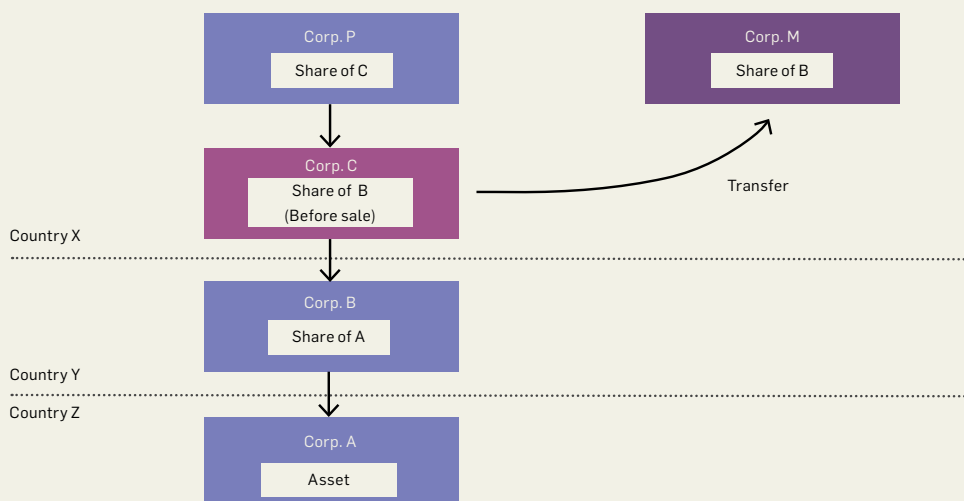 Corp. P
Share of C
Corp. M
Share of B
Corp. C
Share of B
(Before sale)
Transfer
Country X
Corp. B
Share of A
Country Y
Country Z
Corp. A
Asset